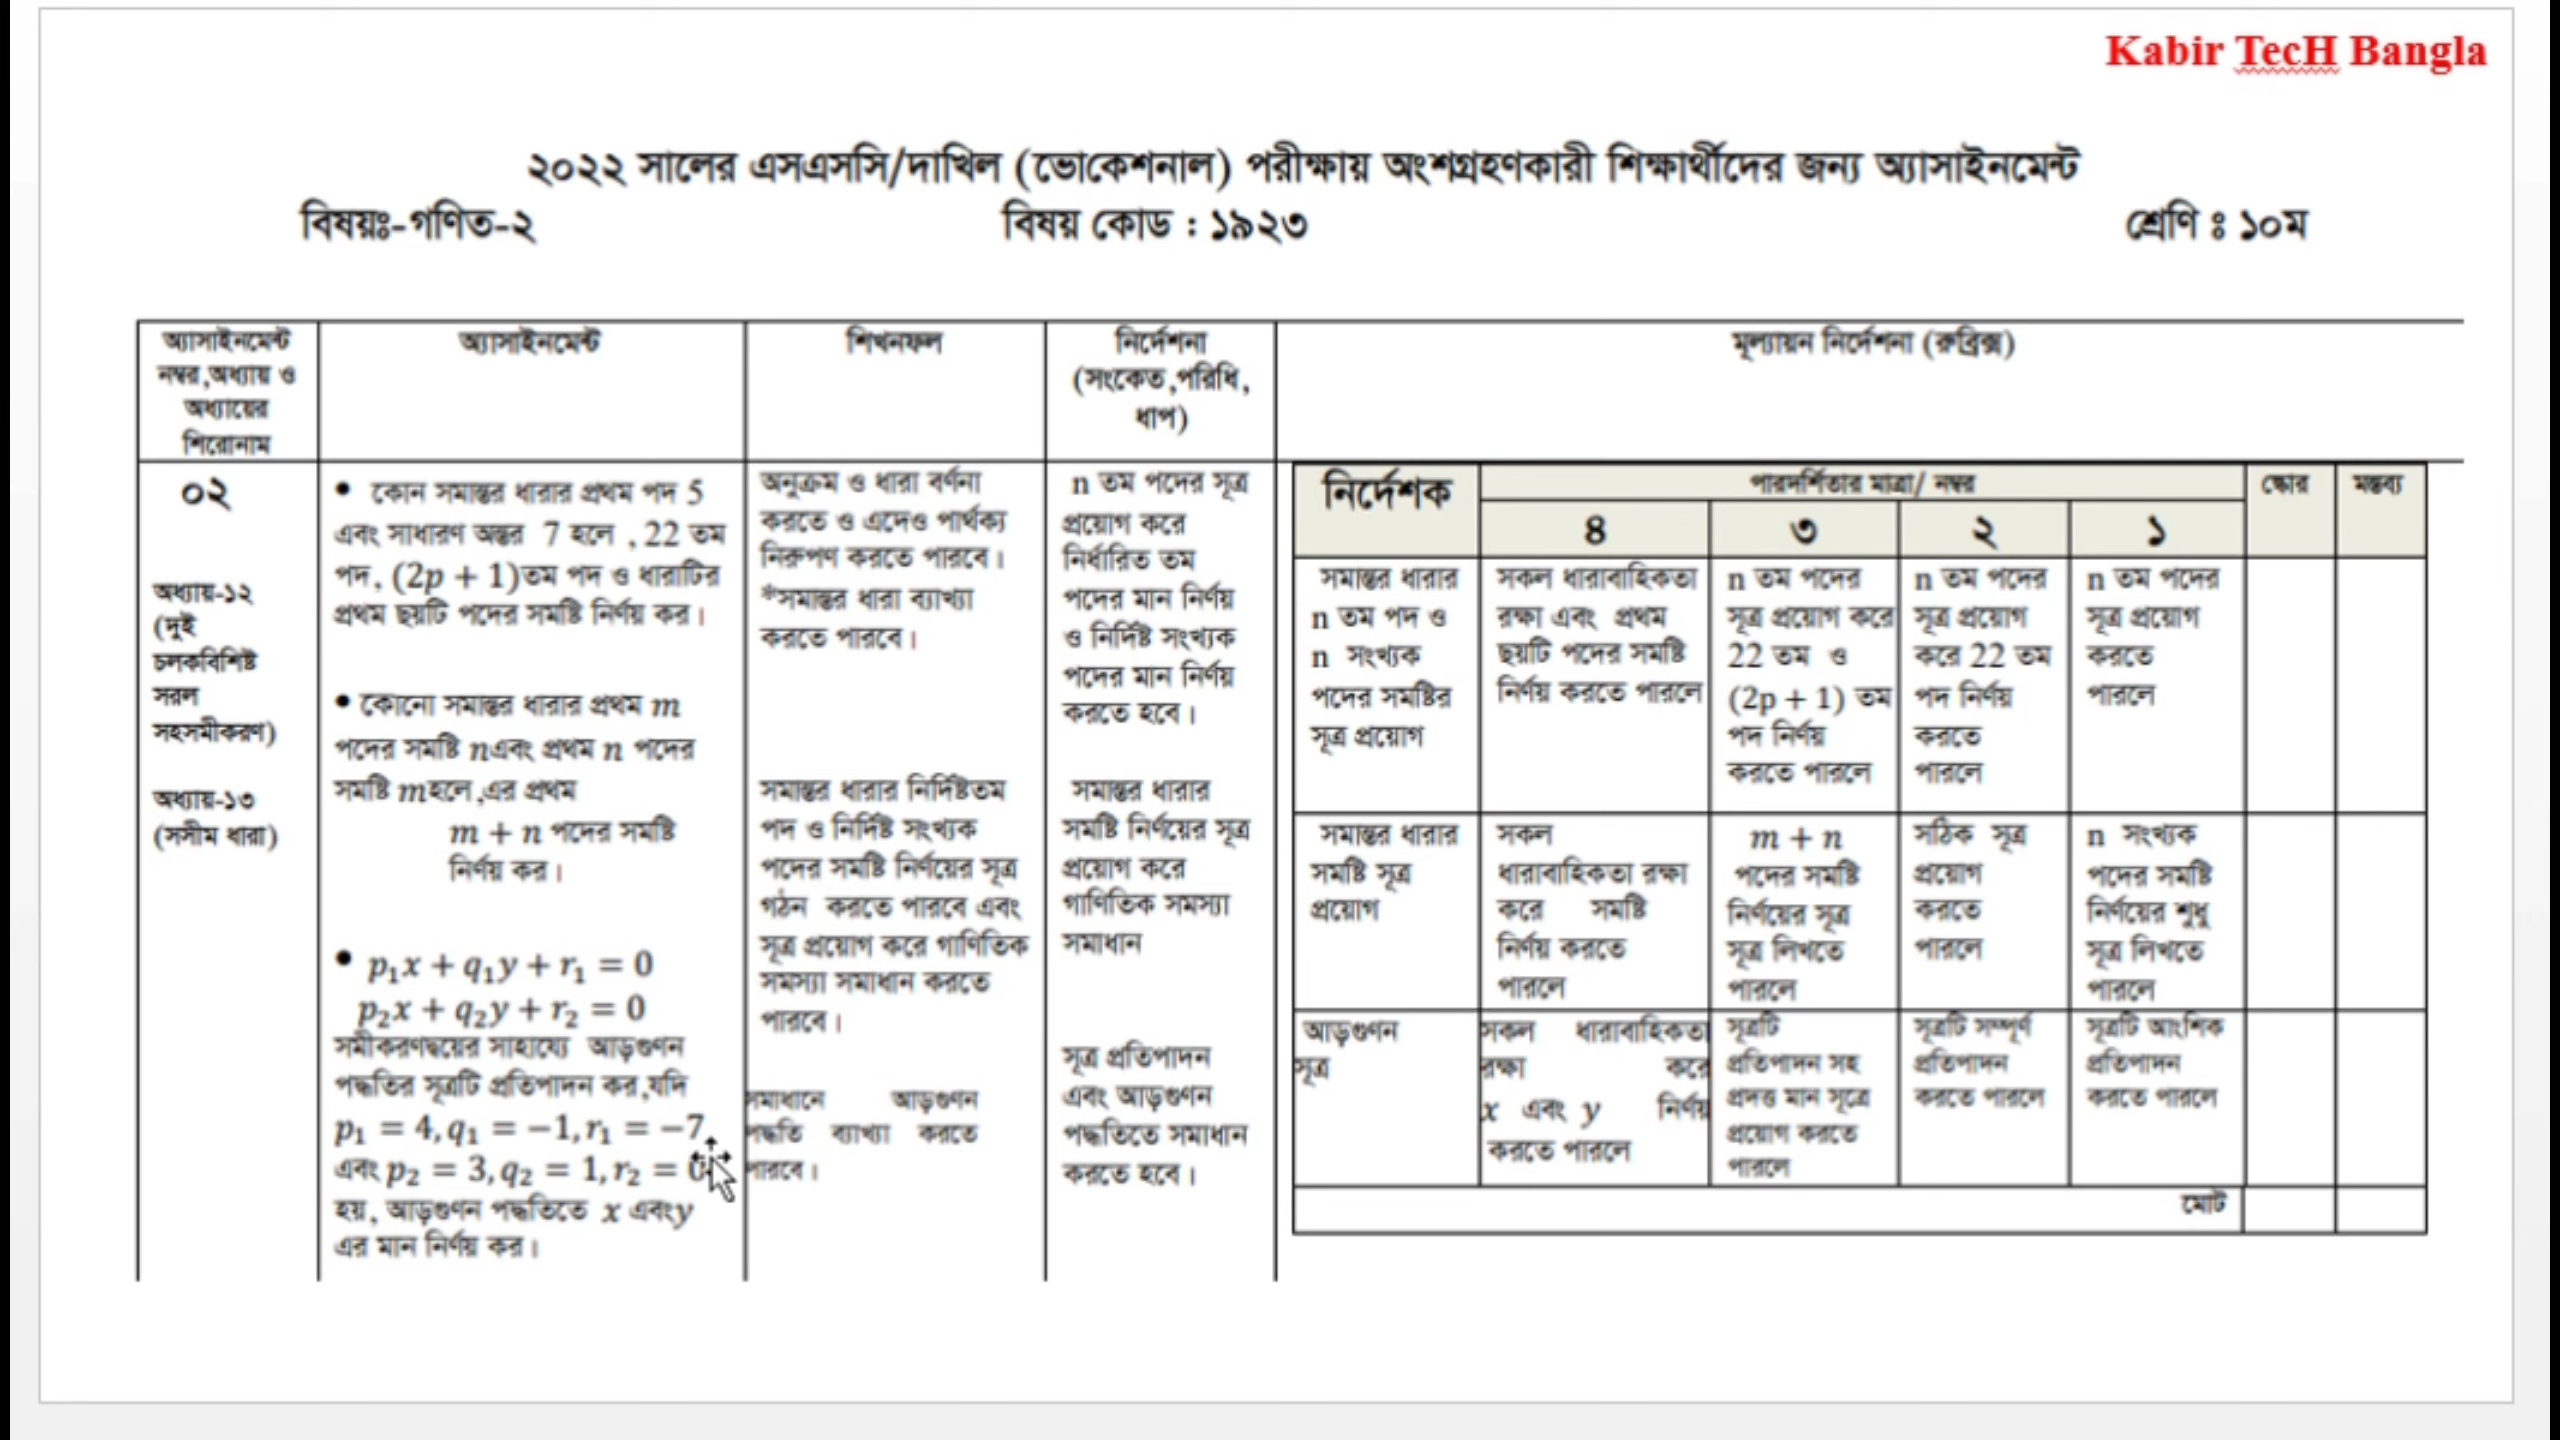 Kabir TecH Bangla
২০২২ সালের এসএসসি/দাখিল (ভোকেশনাল) পরীক্ষায় অংশগ্রহণকারী শিক্ষার্থীদের জন্য অ্যাসাইনমেন্ট
বিষয়ঃ-গণিত-২ বিষয় কোড : ১৯২৩ শ্রেণি ঃ ১০ম
অ্যাসাইনমেন্ট
নম্বর,অধ্যায় ও
অধ্যায়ের
শিরোনাম
অ্যাসাইনমেন্ট
শিখনফল
নির্দেশনা
(সংকেত,পরিধি,
ধাপ)
মূল্যায়ন নির্দেশনা (রুব্রিক্স)
০২
অধ্যায়-১২
(দুই
চলকবিশিষ্ট
সরল
সহসমীকরণ)
অধ্যায়-১৩
(সসীম ধারা)
• কোন সমান্তর ধারার প্রথম পদ 5
এবং সাধারণ অন্তর 7 হলে , 22 তম
পদ, (2p + 1)তম পদ ও ধারাটির
প্রথম ছয়টি পদের সমষ্টি নির্ণয় কর।
• কোনো সমান্তর ধারার প্রথম m
পদের সমষ্টি nএবং প্রথম n পদের
সমষ্টি mহলে,এর প্রথম
m + n পদের সমষ্টি
নির্ণয় কর।
• p₁x + q₁y + r₁ = 0
p₂x + q₂y + r₂ = 0
সমীকরণদ্বয়ের সাহায্যে আড়গুণন
পদ্ধতির সূত্রটি প্রতিপাদন কর,যদি
p₁ = 4, q₁ = −1, r₁ = −7
এবং p₂ = 3, q₂ = 1, r₂ = 0
হয়, আড়গুণন পদ্ধতিতে x এবংy
এর মান নির্ণয় কর।
অনুক্রম ও ধারা বর্ণনা
করতে ও এদেও পার্থক্য
নিরুপণ করতে পারবে।
*সমান্তর ধারা ব্যাখ্যা
করতে পারবে।
সমান্তর ধারার নির্দিষ্টতম
পদ ও নির্দিষ্ট সংখ্যক
পদের সমষ্টি নির্ণয়ের সূত্র
গঠন করতে পারবে এবং
সূত্র প্রয়োগ করে গাণিতিক
সমস্যা সমাধান করতে
পারবে।
সমাধানে আড়গুণন
পদ্ধতি ব্যাখ্যা করতে
পারবে।
n তম পদের সূত্র
প্রয়োগ করে
নির্ধারিত তম
পদের মান নির্ণয়
ও নির্দিষ্ট সংখ্যক
পদের মান নির্ণয়
করতে হবে।
সমান্তর ধারার
সমষ্টি নির্ণয়ের সূত্র
প্রয়োগ করে
গাণিতিক সমস্যা
সমাধান
সূত্র প্রতিপাদন
এবং আড়গুণন
পদ্ধতিতে সমাধান
করতে হবে।
নির্দেশক
পারদর্শিতার মাত্রা/ নম্বর
স্কোর
মন্তব্য
৪ ৩ ২ ১
সমান্তর ধারার
n তম পদ ও
n সংখ্যক
পদের সমষ্টির
সূত্র প্রয়োগ
সকল ধারাবাহিকতা
রক্ষা এবং প্রথম
ছয়টি পদের সমষ্টি
নির্ণয় করতে পারলে
n তম পদের
সূত্র প্রয়োগ করে
22 তম ও
(2p + 1) তম
পদ নির্ণয়
করতে পারলে
n তম পদের
সূত্র প্রয়োগ
করে 22 তম
পদ নির্ণয়
করতে
পারলে
n তম পদের
সূত্র প্রয়োগ
করতে
পারলে
সমান্তর ধারার
সমষ্টি সূত্র
প্রয়োগ
সকল
ধারাবাহিকতা রক্ষা
করে সমষ্টি
নির্ণয় করতে
পারলে
m + n
পদের সমষ্টি
নির্ণয়ের সূত্র
সূত্র লিখতে
পারলে
সঠিক সূত্র
প্রয়োগ
করতে
পারলে
n সংখ্যক
পদের সমষ্টি
নির্ণয়ের শুধু
সূত্র লিখতে
পারলে
আড়গুণন
সূত্র
সকল ধারাবাহিকতা
রক্ষা করে
x এবং y নির্ণয়
করতে পারলে
সূত্রটি
প্রতিপাদন সহ
প্রদত্ত মান সূত্রে
প্রয়োগ করতে
পারলে
সূত্রটি সম্পূর্ণ
প্রতিপাদন
করতে পারলে
সূত্রটি আংশিক
প্রতিপাদন
করতে পারলে
মোট